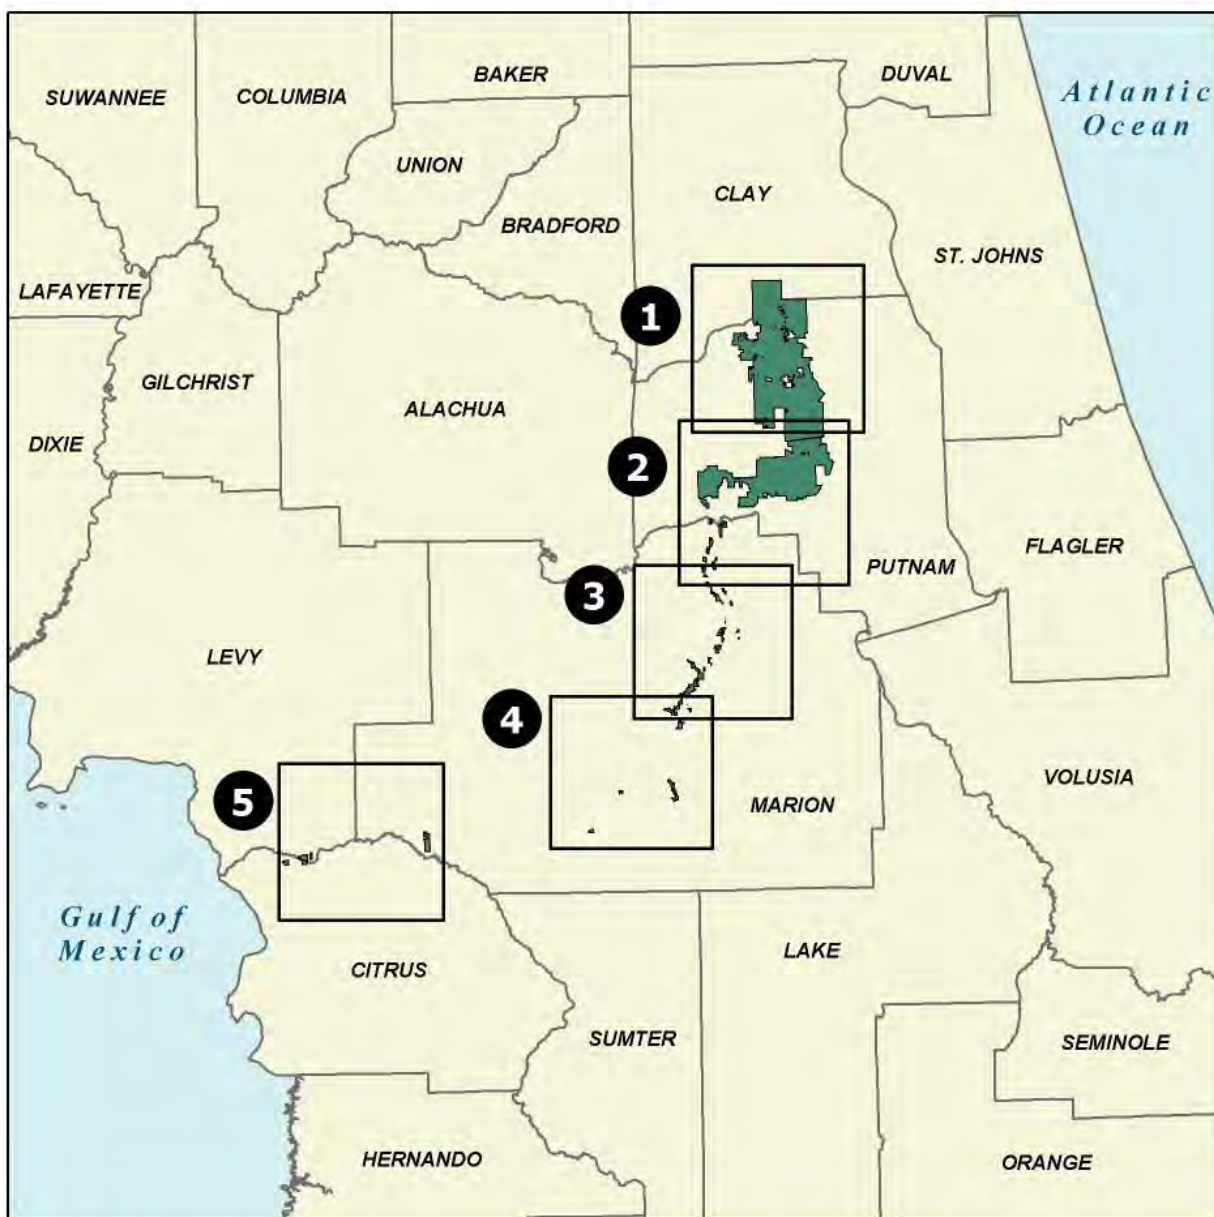 BAKER
DUVAL
SUWANNEE
COLUMBIA
Atlantic
Ocean
UNION
CLAY
BRADFORD
ST. JOHNS
LAFAYETTE
1
GILCHRIST
ALACHUA
DIXIE
2
FLAGLER
PUTNAM
3
LEVY
4
VOLUSIA
5
MARION
Gulf of
Mexico
LAKE
CITRUS
SUMTER
SEMINOLE
HERNANDO
ORANGE